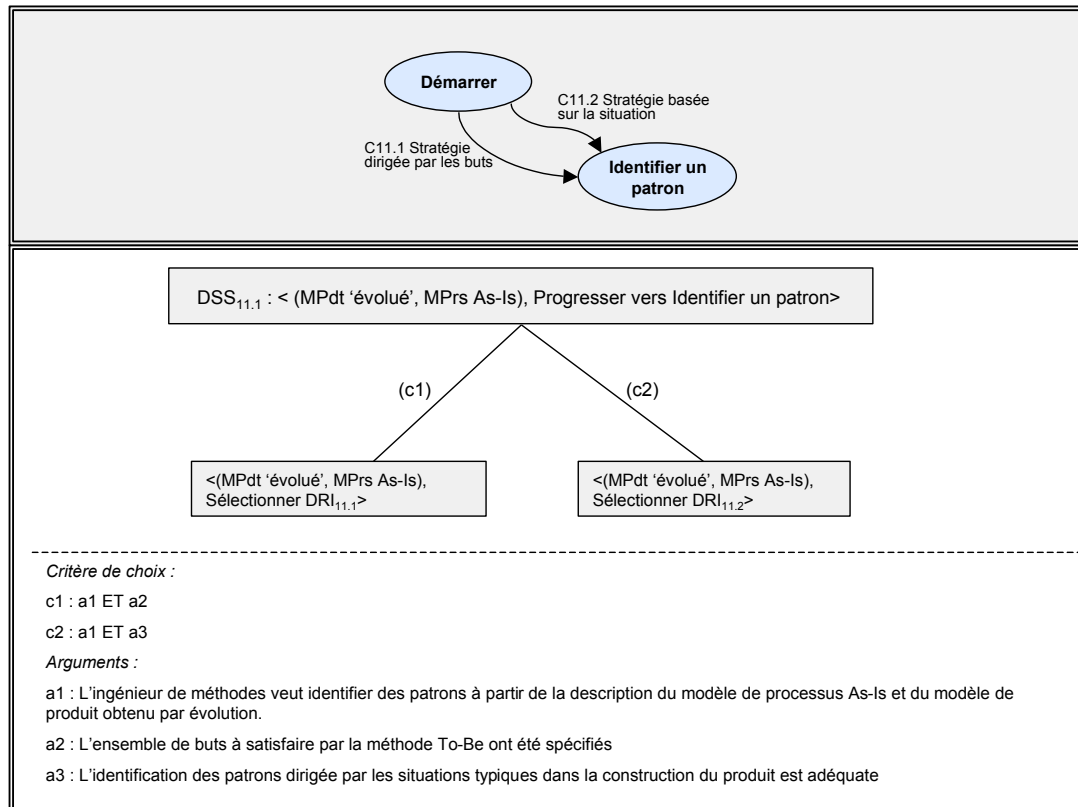 Démarrer
C11.2 Stratégie basée
sur la situation
C11.1 Stratégie
dirigée par les buts
Identifier un
patron
DSS11.1 : < (MPdt ‘évolué’, MPrs As-Is), Progresser vers Identifier un patron>
(c1)
(c2)
<(MPdt ‘évolué’, MPrs As-Is),
Sélectionner DRI11.1>
<(MPdt ‘évolué’, MPrs As-Is),
Sélectionner DRI11.2>
Critère de choix :
c1 : a1 ET a2
c2 : a1 ET a3
Arguments :
a1 : L’ingénieur de méthodes veut identifier des patrons à partir de la description du modèle de processus As-Is et du modèle de
produit obtenu par évolution.
a2 : L’ensemble de buts à satisfaire par la méthode To-Be ont été spécifiés
a3 : L’identification des patrons dirigée par les situations typiques dans la construction du produit est adéquate